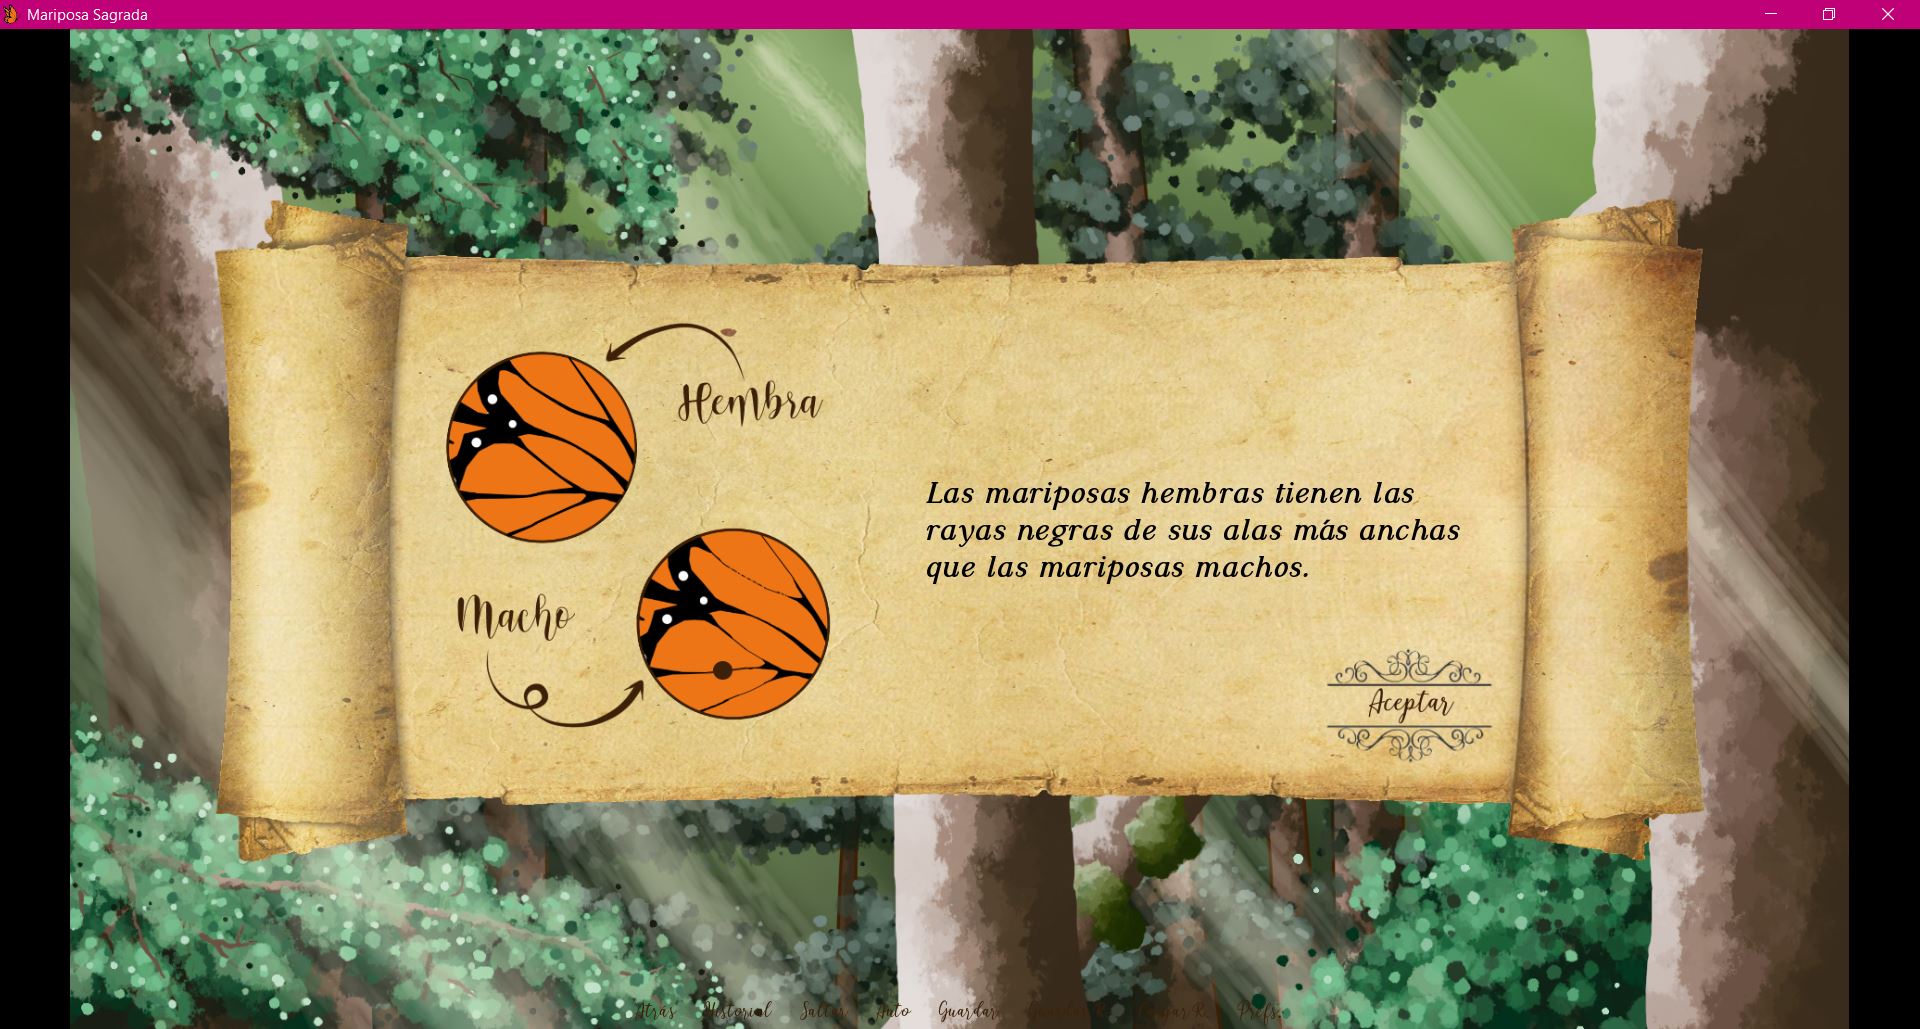 Mariposa Sagrada
Hembra
Las mariposas hembras tienen las
rayas negras de sus alas más anchas
que las mariposas machos.
Macho
Aceptar
Atrás Historial Saltar Auto Guardar Prefs.